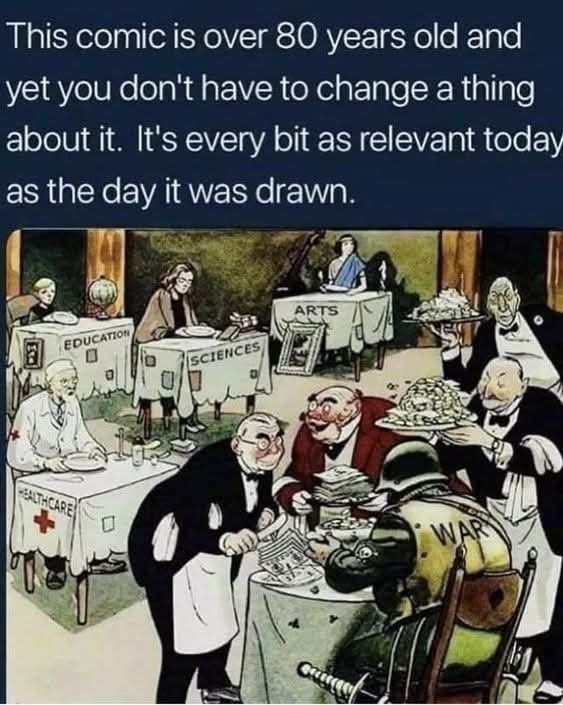 This comic is over 80 years old and
yet you don't have to change a thing
about it. It's every bit as relevant today
as the day it was drawn.
ARTS
EDUCATION
SCIENCES
HEALTHCARE
WAR